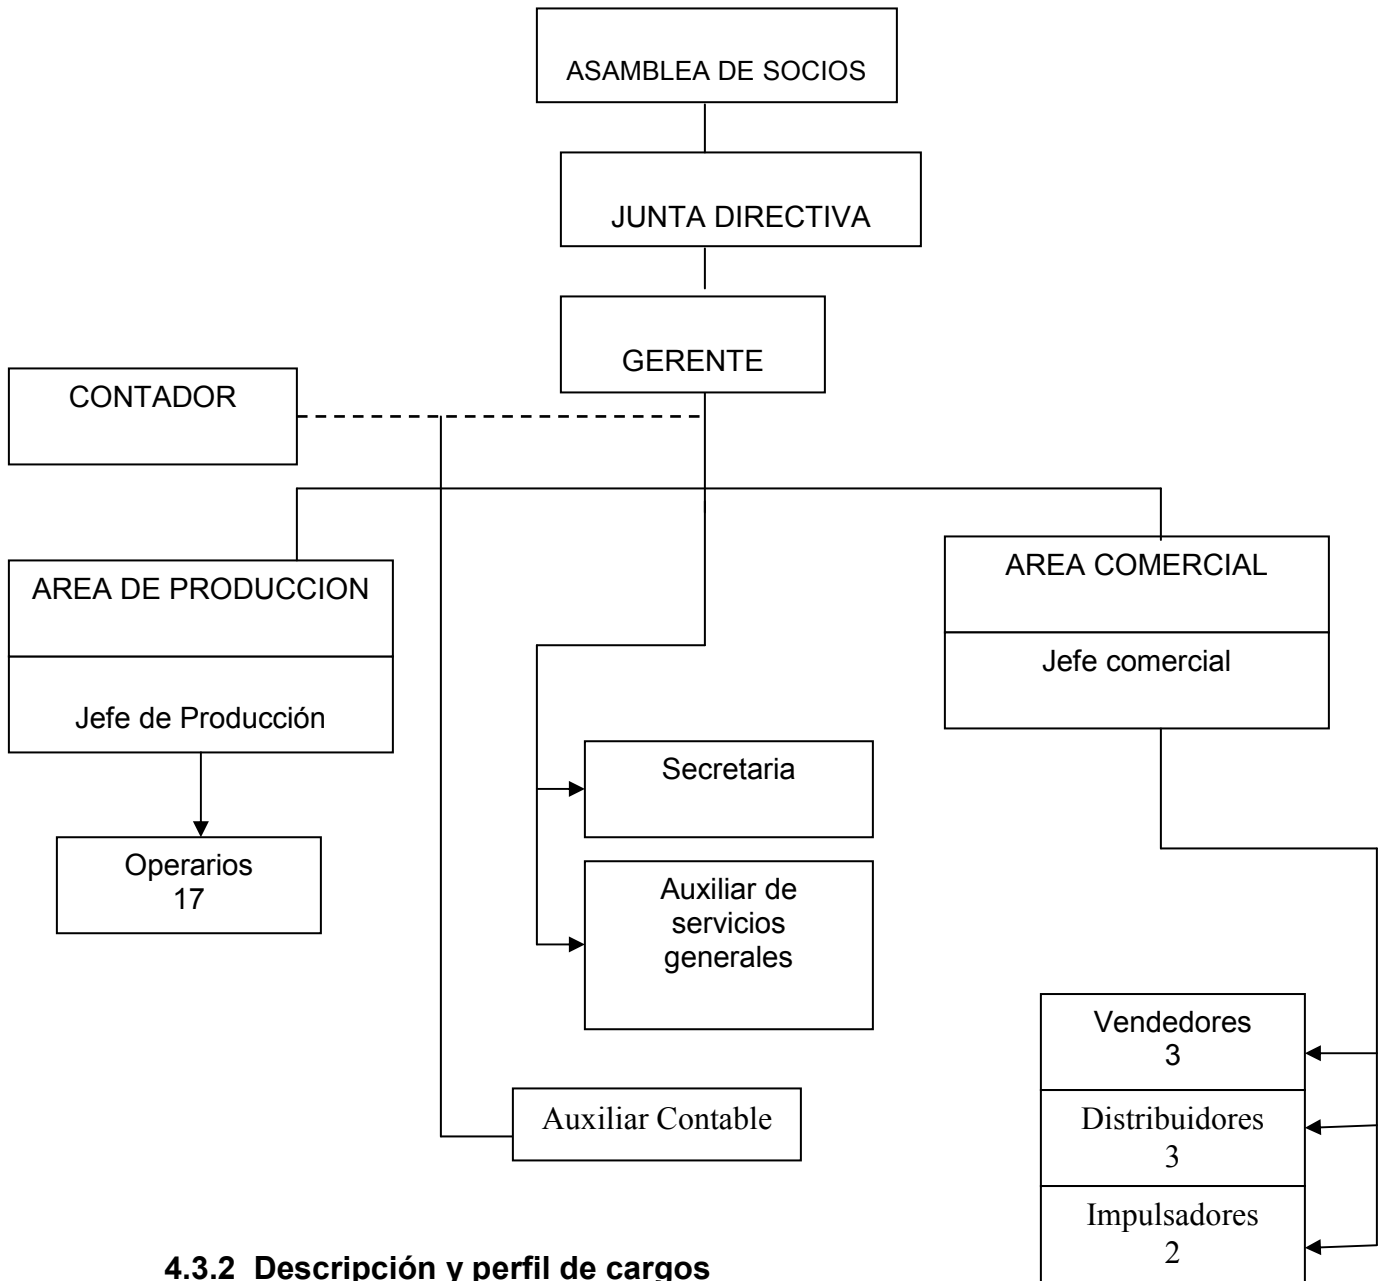 ASAMBLEA DE SOCIOS
JUNTA DIRECTIVA
GERENTE
CONTADOR
AREA DE PRODUCCION
Jefe de Producción
Operarios
17
AREA COMERCIAL
Jefe comercial
Secretaria
Auxiliar de
servicios
generales
Auxiliar Contable
Vendedores
3
Distribuidores
3
Impulsadores
2
4.3.2 Descripción y perfil de cargos